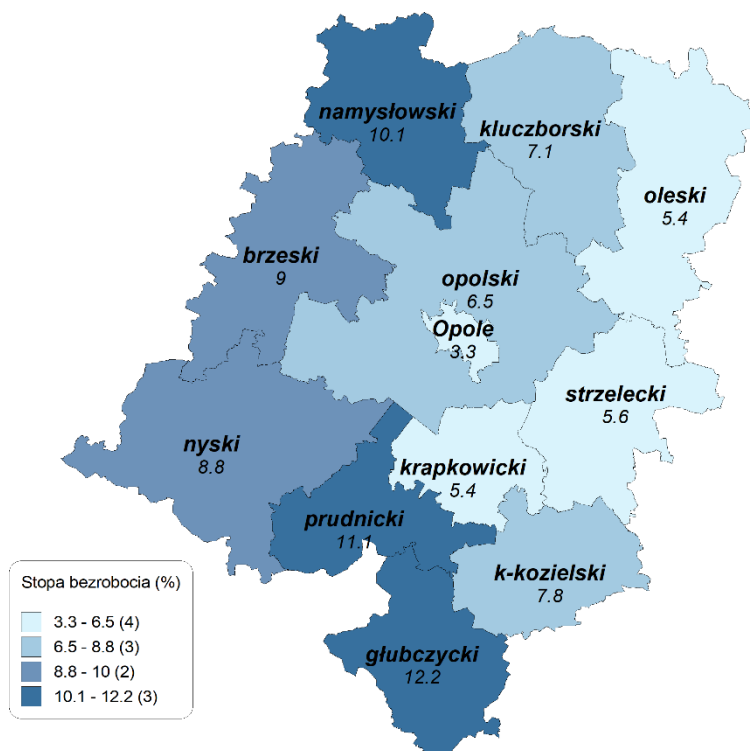 namysłowski
10.1
kluczborski
7.1
oleski
5.4
brzeski
9
opolski
6.5
Opole
3.3
strzelecki
5.6
nyski
8.8
krapkowicki
5.4
prudnicki
11.1
k-kozielski
7.8
głubczycki
12.2
Stopa bezrobocia (%)
3.3 - 6.5 (4)
6.5 - 8.8 (3)
8.8 - 10 (2)
10.1 - 12.2 (3)